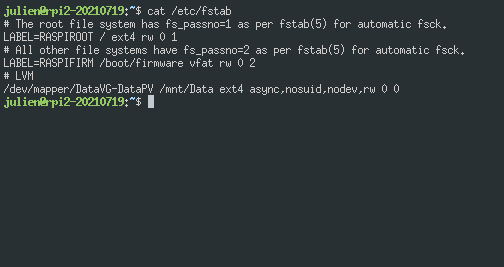 julien@rpi2-20210719:~$ cat /etc/fstab
# The root file system has fs_passno=1 as per fstab(5) for automatic fsck.
LABEL=RASPIROOT / ext4 rw 0 1
# All other file systems have fs_passno=2 as per fstab(5) for automatic fsck.
LABEL=RASPIFIRM /boot/firmware vfat rw 0 2
# LVM
/dev/mapper/DataVG-DataPV /mnt/Data ext4 async,nosuid,nodev,rw 0 0
julien@rpi2-20210719:~$